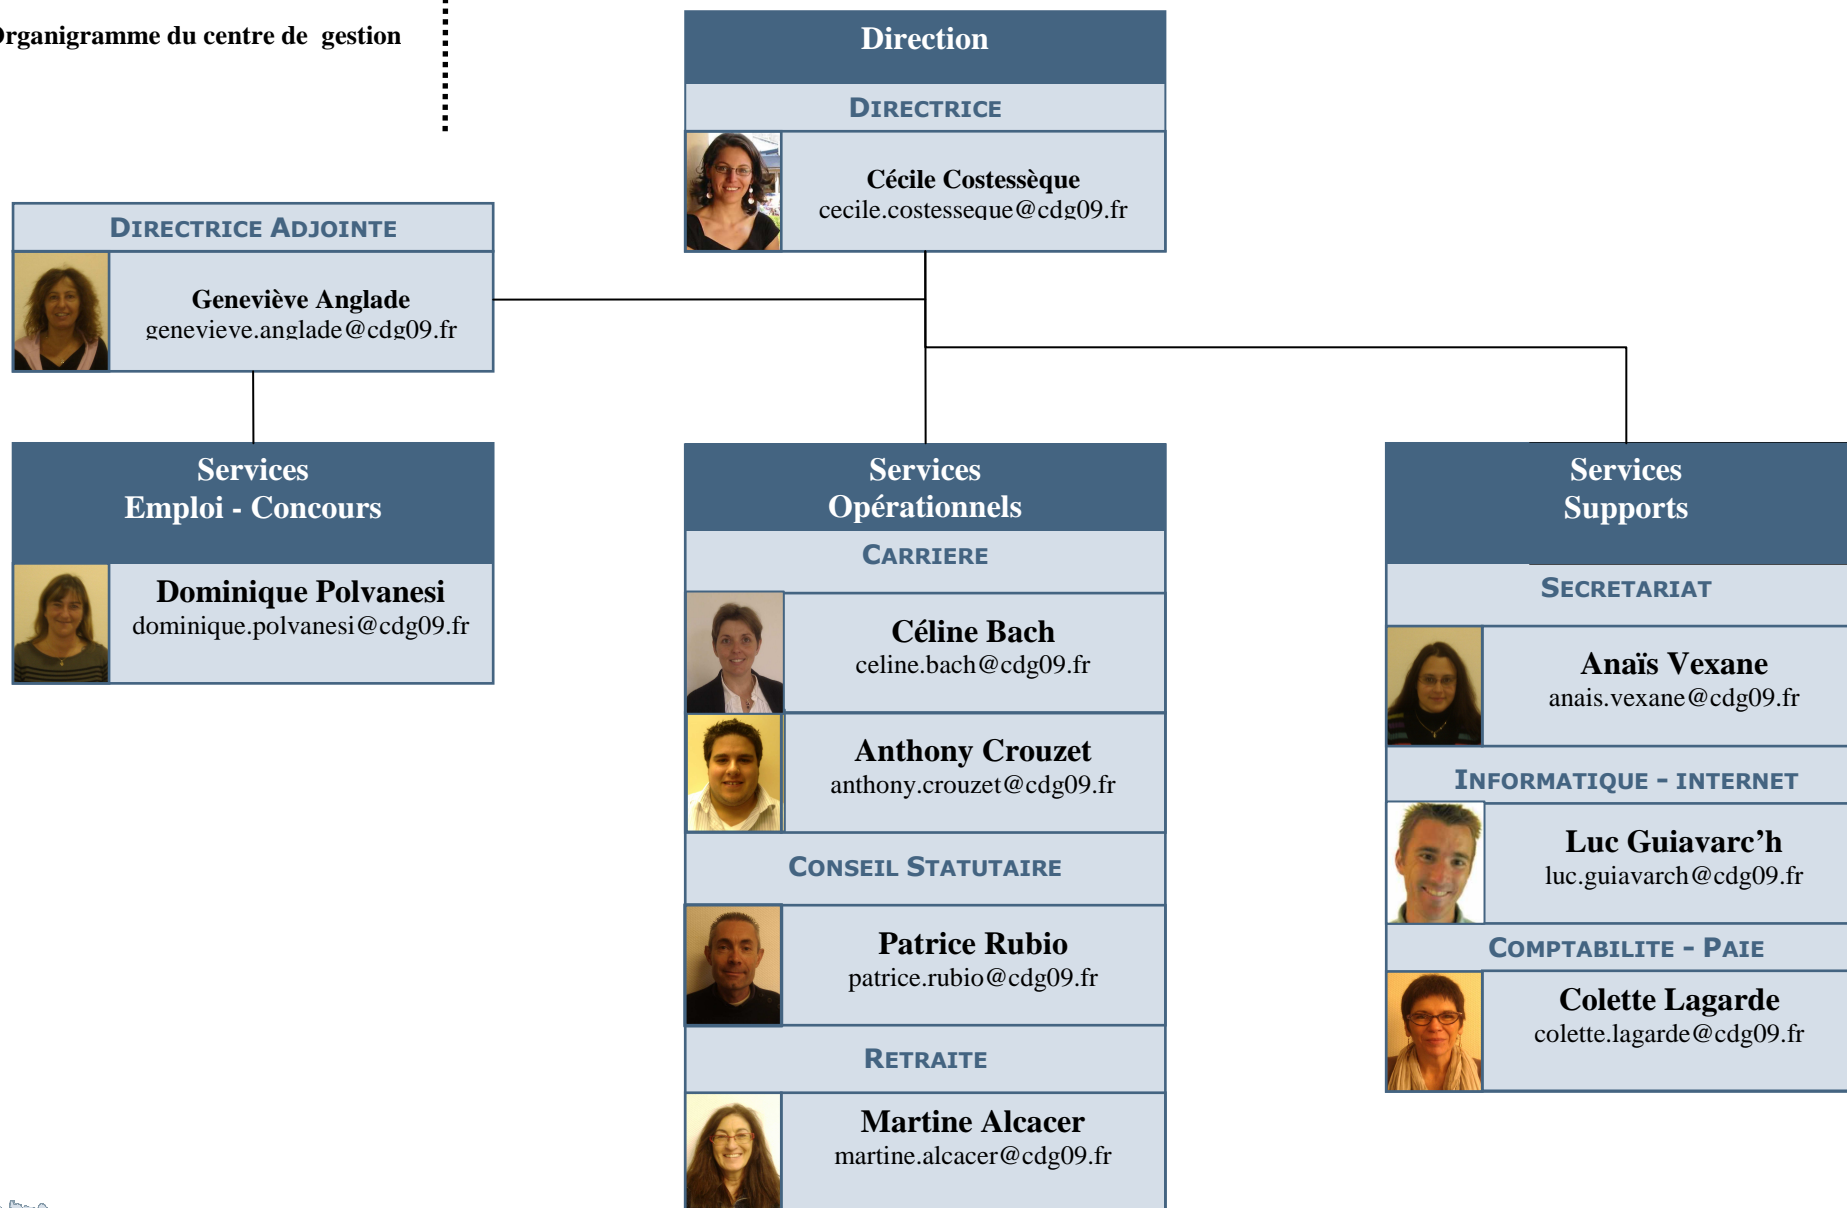 Organigramme du centre de gestion
Direction
DIRECTRICE
Cécile Costessèque
cecile.costesseque@cdg09.fr
DIRECTRICE ADJOINTE
Geneviève Anglade
genevieve.anglade@cdg09.fr
Services
Emploi - Concours
Dominique Polvanesi
dominique.polvanesi@cdg09.fr
Services
Opérationnels
CARRIERE
Céline Bach
celine.bach@cdg09.fr
Anthony Crouzet
anthony.crouzet@cdg09.fr
CONSEIL STATUTAIRE
Patrice Rubio
patrice.rubio@cdg09.fr
RETRAITE
Martine Alcacer
martine.alcacer@cdg09.fr
Services
Supports
SECRETARIAT
Anaïs Vexane
anais.vexane@cdg09.fr
INFORMATIQUE - INTERNET
Luc Guiavarc’h
luc.guiavarch@cdg09.fr
COMPTABILITE - PAIE
Colette Lagarde
colette.lagarde@cdg09.fr